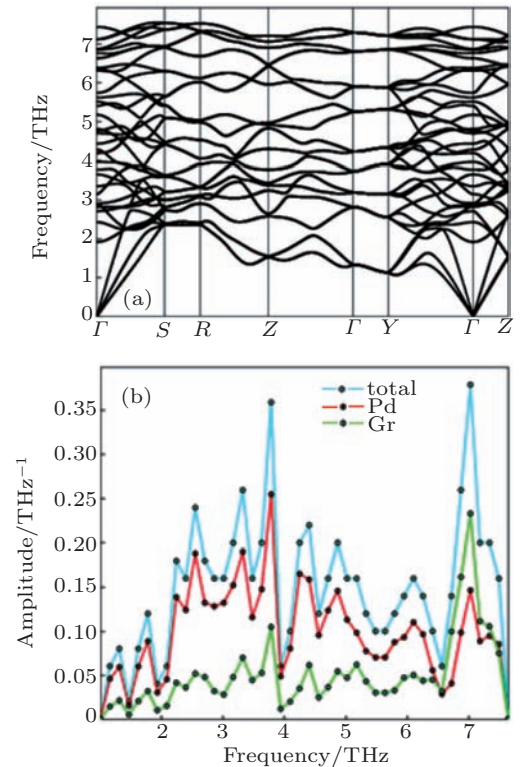 7
6
5
4
3
2
1
0
Frequency/THz
(a)
Γ S R Z Γ Y Γ Z
(b)
total
Pd
Gr
0.35
0.30
0.25
0.20
0.15
0.10
0.05
0
Amplitude/THz⁻¹
2 3 4 5 6 7
Frequency/THz